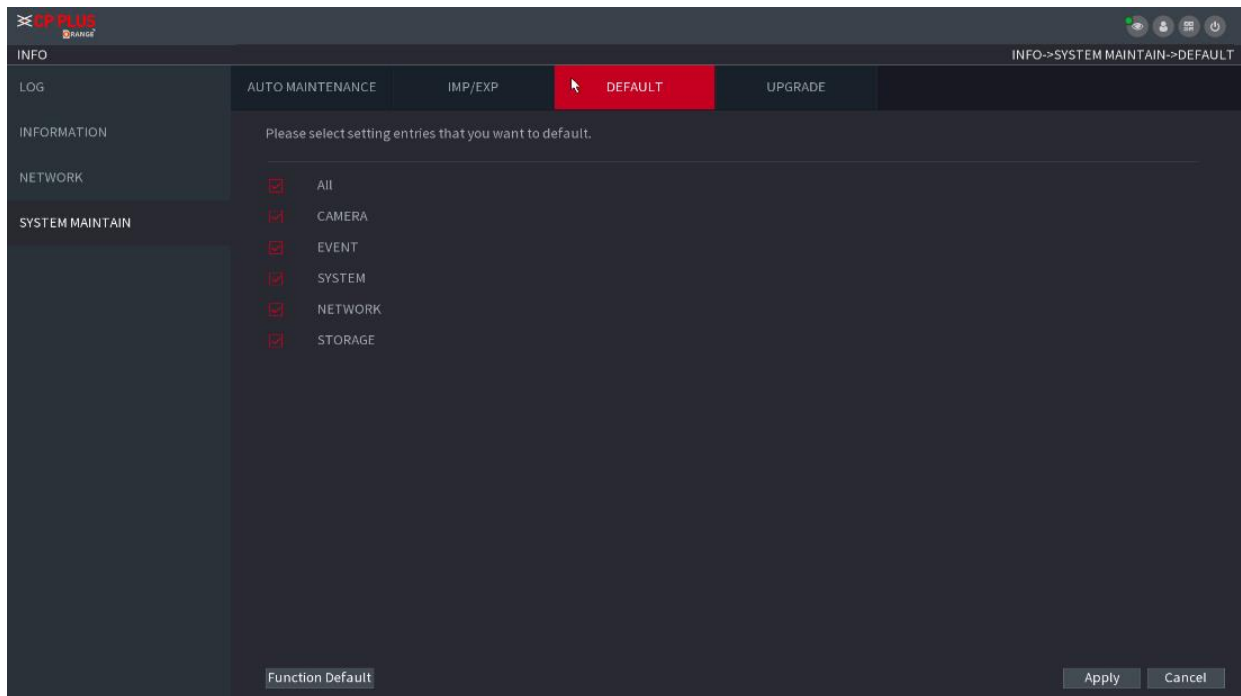 CP PLUS
ORANGE
INFO
INFO->SYSTEM MAINTAIN->DEFAULT
LOG
INFORMATION
NETWORK
SYSTEM MAINTAIN
AUTO MAINTENANCE
IMP/EXP
DEFAULT
UPGRADE
Please select setting entries that you want to default.
All
CAMERA
EVENT
SYSTEM
NETWORK
STORAGE
Function Default
Apply
Cancel